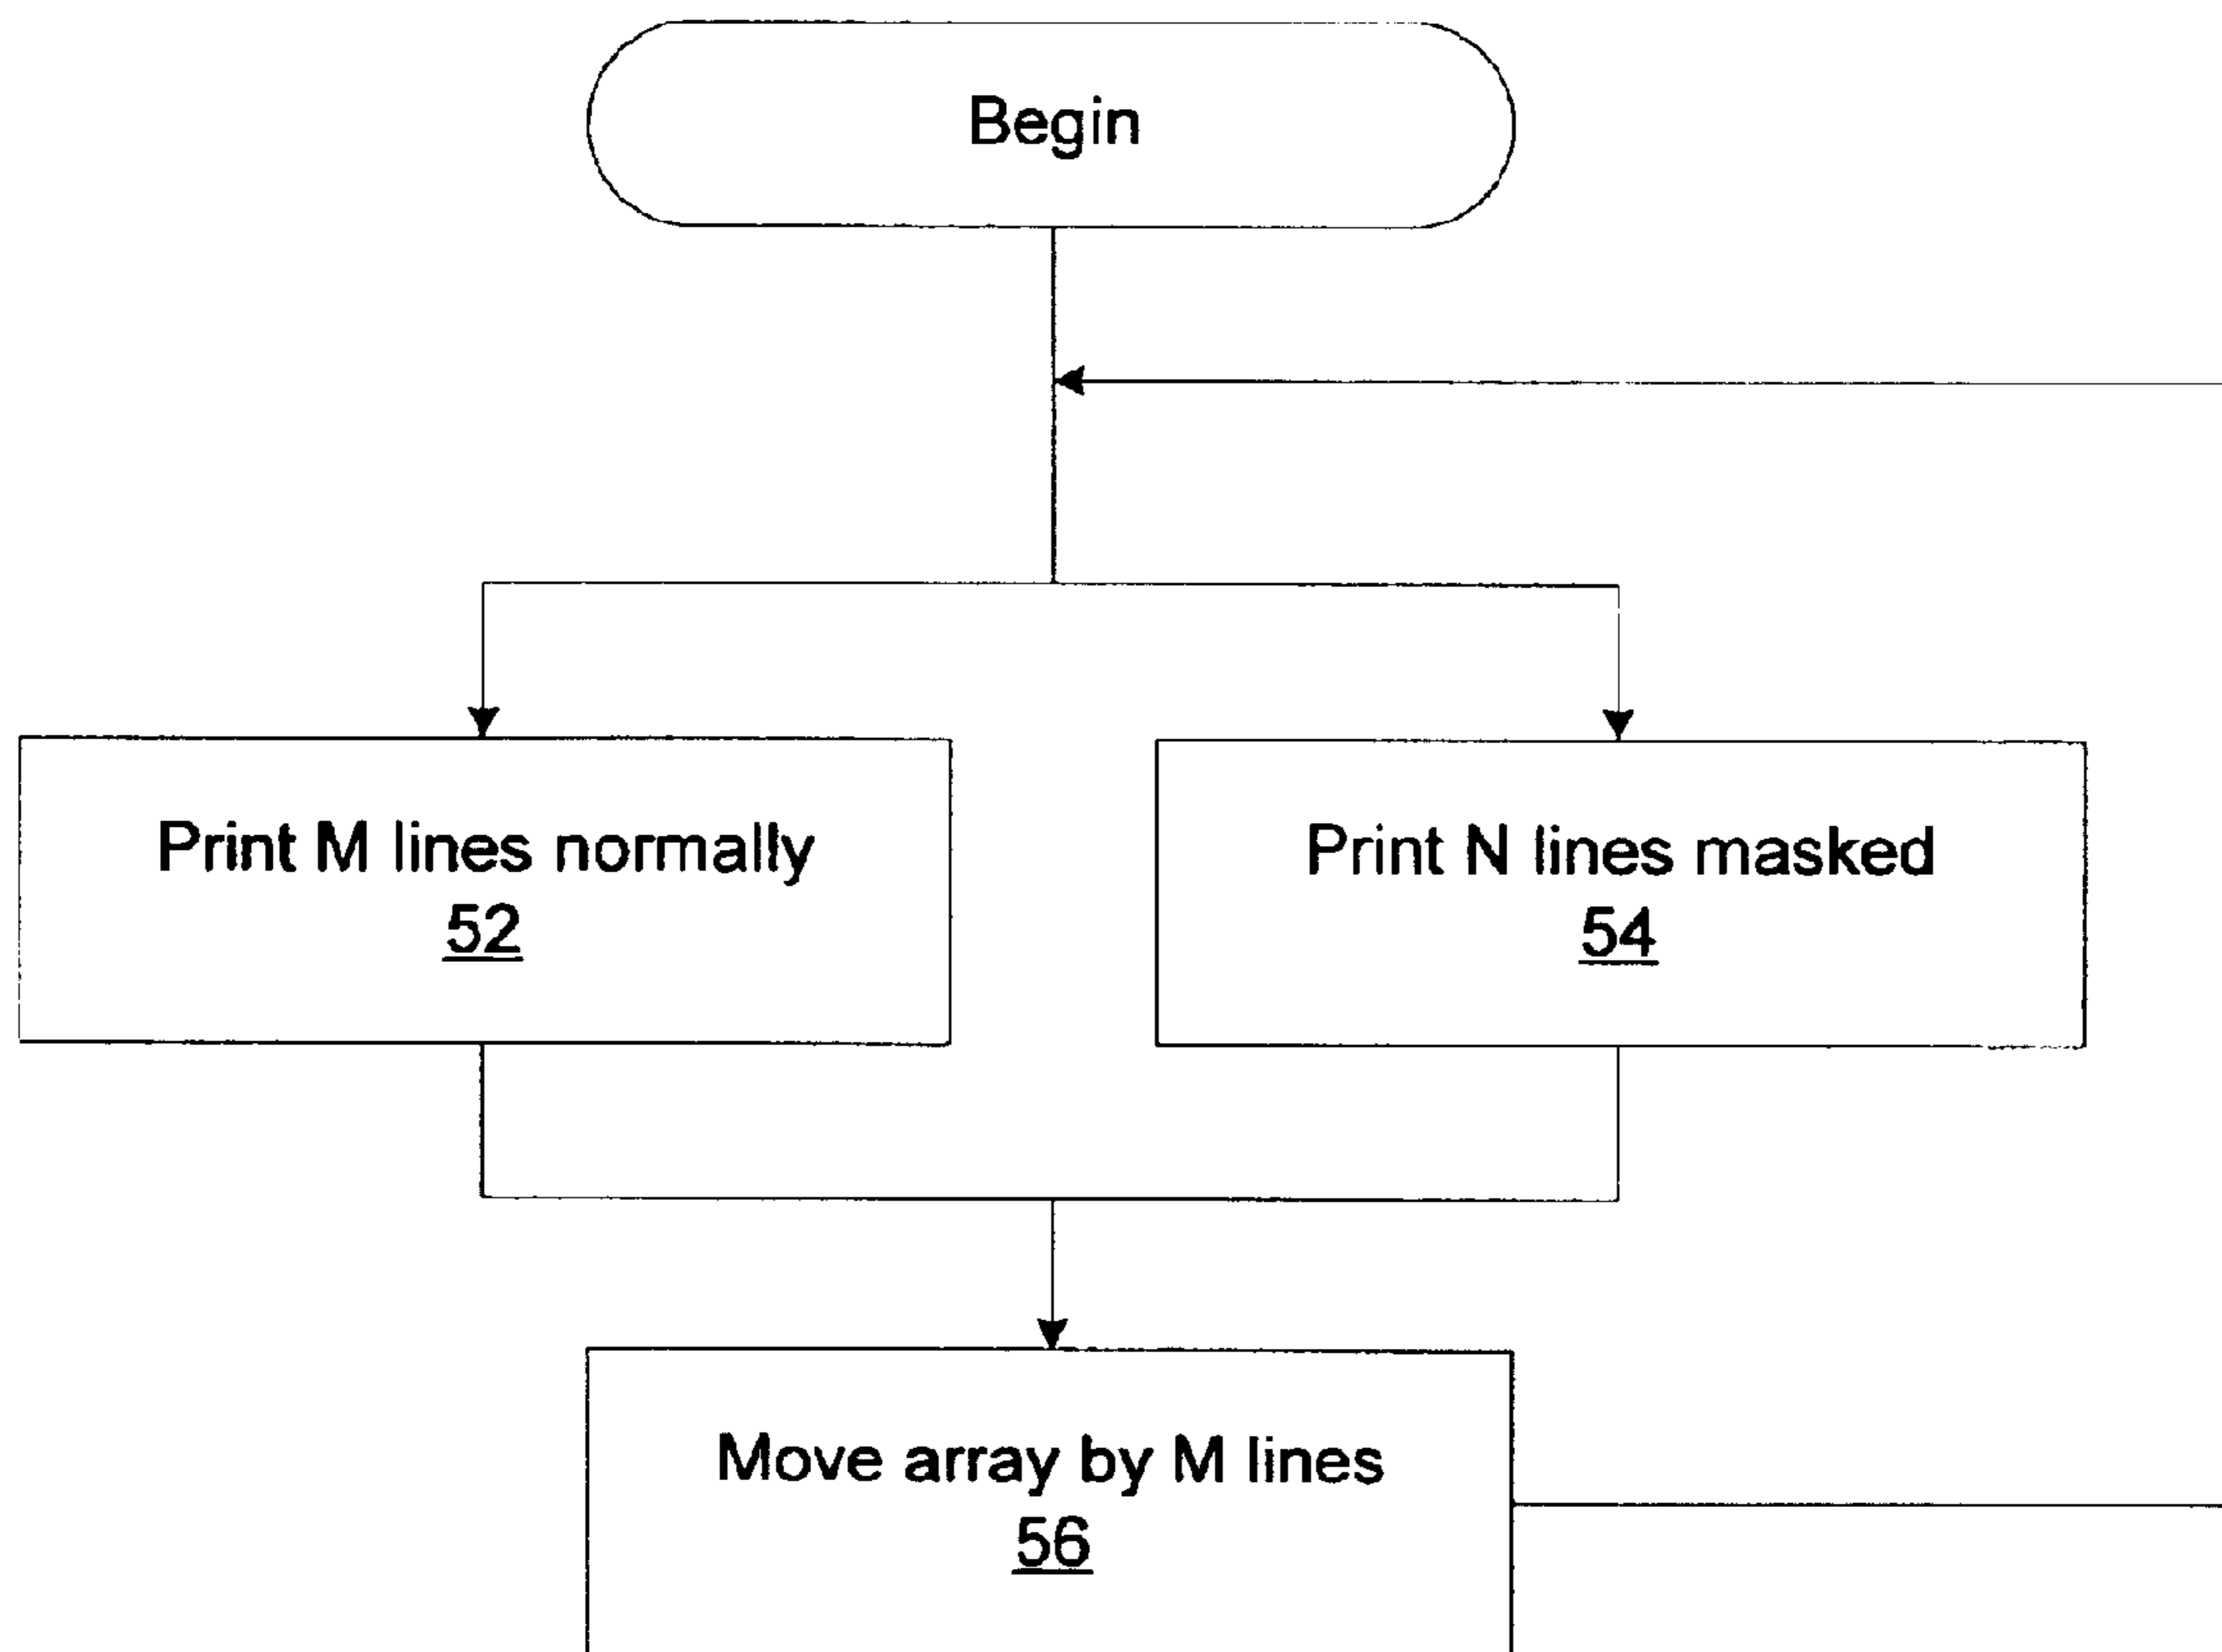 Begin
Print M lines normally
52
Print N lines masked
54
Move array by M lines
56